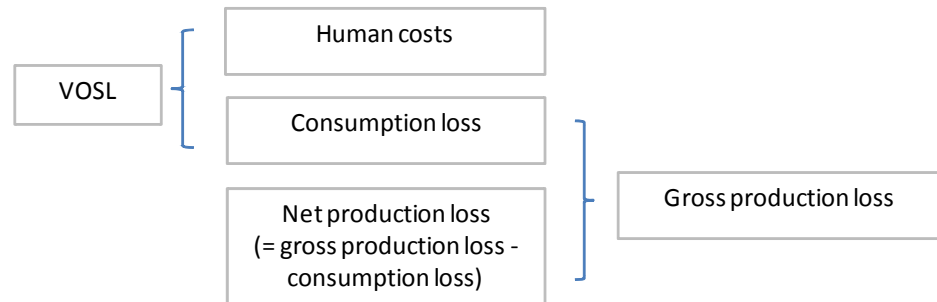 Human costs
VOSL
Consumption loss
Net production loss
(= gross production loss -
consumption loss)
Gross production loss